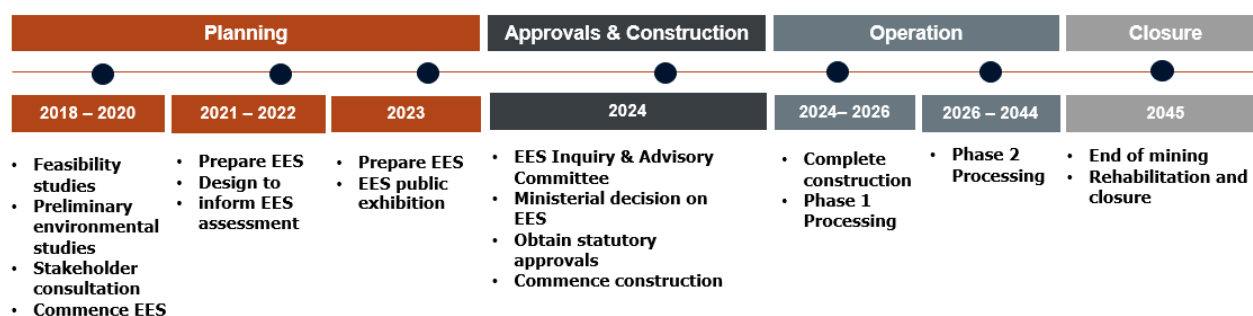 Planning
Approvals & Construction
Operation
Closure
2018 – 2020
2021 – 2022
2023
2024
2024– 2026
2026 – 2044
2045
• Feasibility
studies
• Preliminary
environmental
studies
• Stakeholder
consultation
• Commence EES
• Prepare EES
• Design to
• inform EES
assessment
• Prepare EES
• EES public
exhibition
• EES Inquiry & Advisory
Committee
• Ministerial decision on
EES
• Obtain statutory
approvals
• Commence construction
• Complete
construction
• Phase 1
Processing
• Phase 2
Processing
• End of mining
• Rehabilitation and
closure